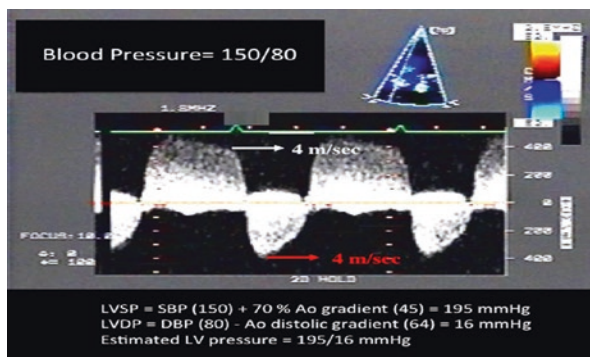 Blood Pressure= 150/80
1.8MHZ
4 m/sec
400
200
0
200
400
FOCUS:10.0
4 m/sec
2D HOLD
LVSP = SBP (150) + 70 % Ao gradient (45) = 195 mmHg
LVDP = DBP (80) - Ao distolic gradient (64) = 16 mmHg
Estimated LV pressure = 195/16 mmHg